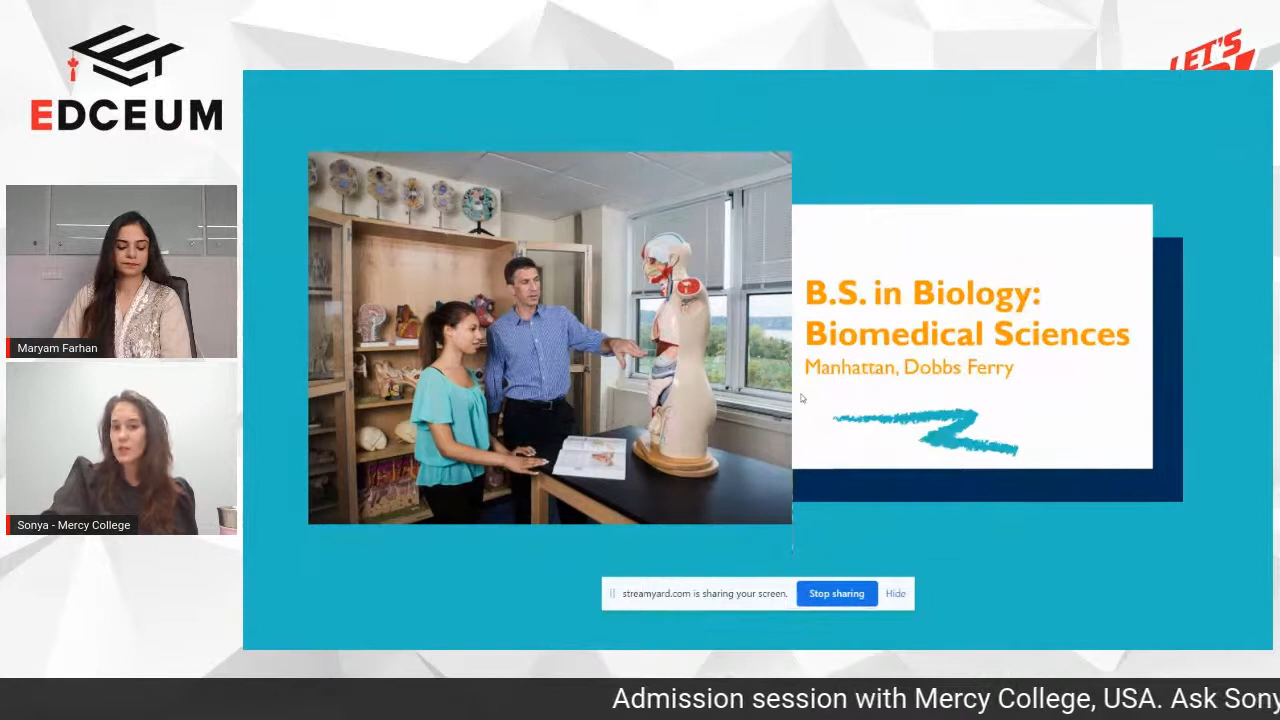 EDCEUM
LET'S
Maryam Farhan
Sonya - Mercy College
B.S. in Biology:
Biomedical Sciences
Manhattan, Dobbs Ferry
streamyard.com is sharing your screen.
Stop sharing
Hide
Admission session with Mercy College, USA. Ask Sony